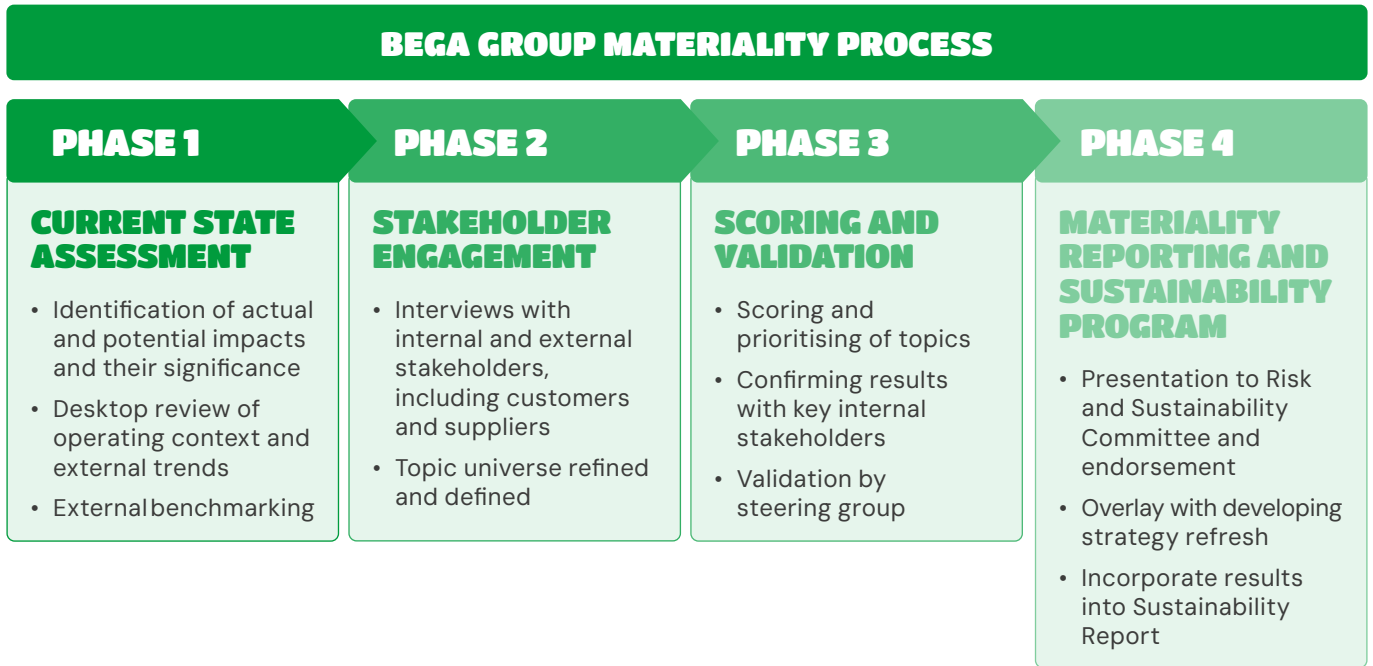 BEGA GROUP MATERIALITY PROCESS
PHASE 1
CURRENT STATE
ASSESSMENT
• Identification of actual
and potential impacts
and their significance
• Desktop review of
operating context and
external trends
• External benchmarking
PHASE 2
STAKEHOLDER
ENGAGEMENT
• Interviews with
internal and external
stakeholders,
including customers
and suppliers
• Topic universe refined
and defined
PHASE 3
SCORING AND
VALIDATION
• Scoring and
prioritising of topics
• Confirming results
with key internal
stakeholders
• Validation by
steering group
PHASE 4
MATERIALITY
REPORTING AND
SUSTAINABILITY
PROGRAM
• Presentation to Risk
and Sustainability
Committee and
endorsement
• Overlay with developing
strategy refresh
• Incorporate results
into Sustainability
Report